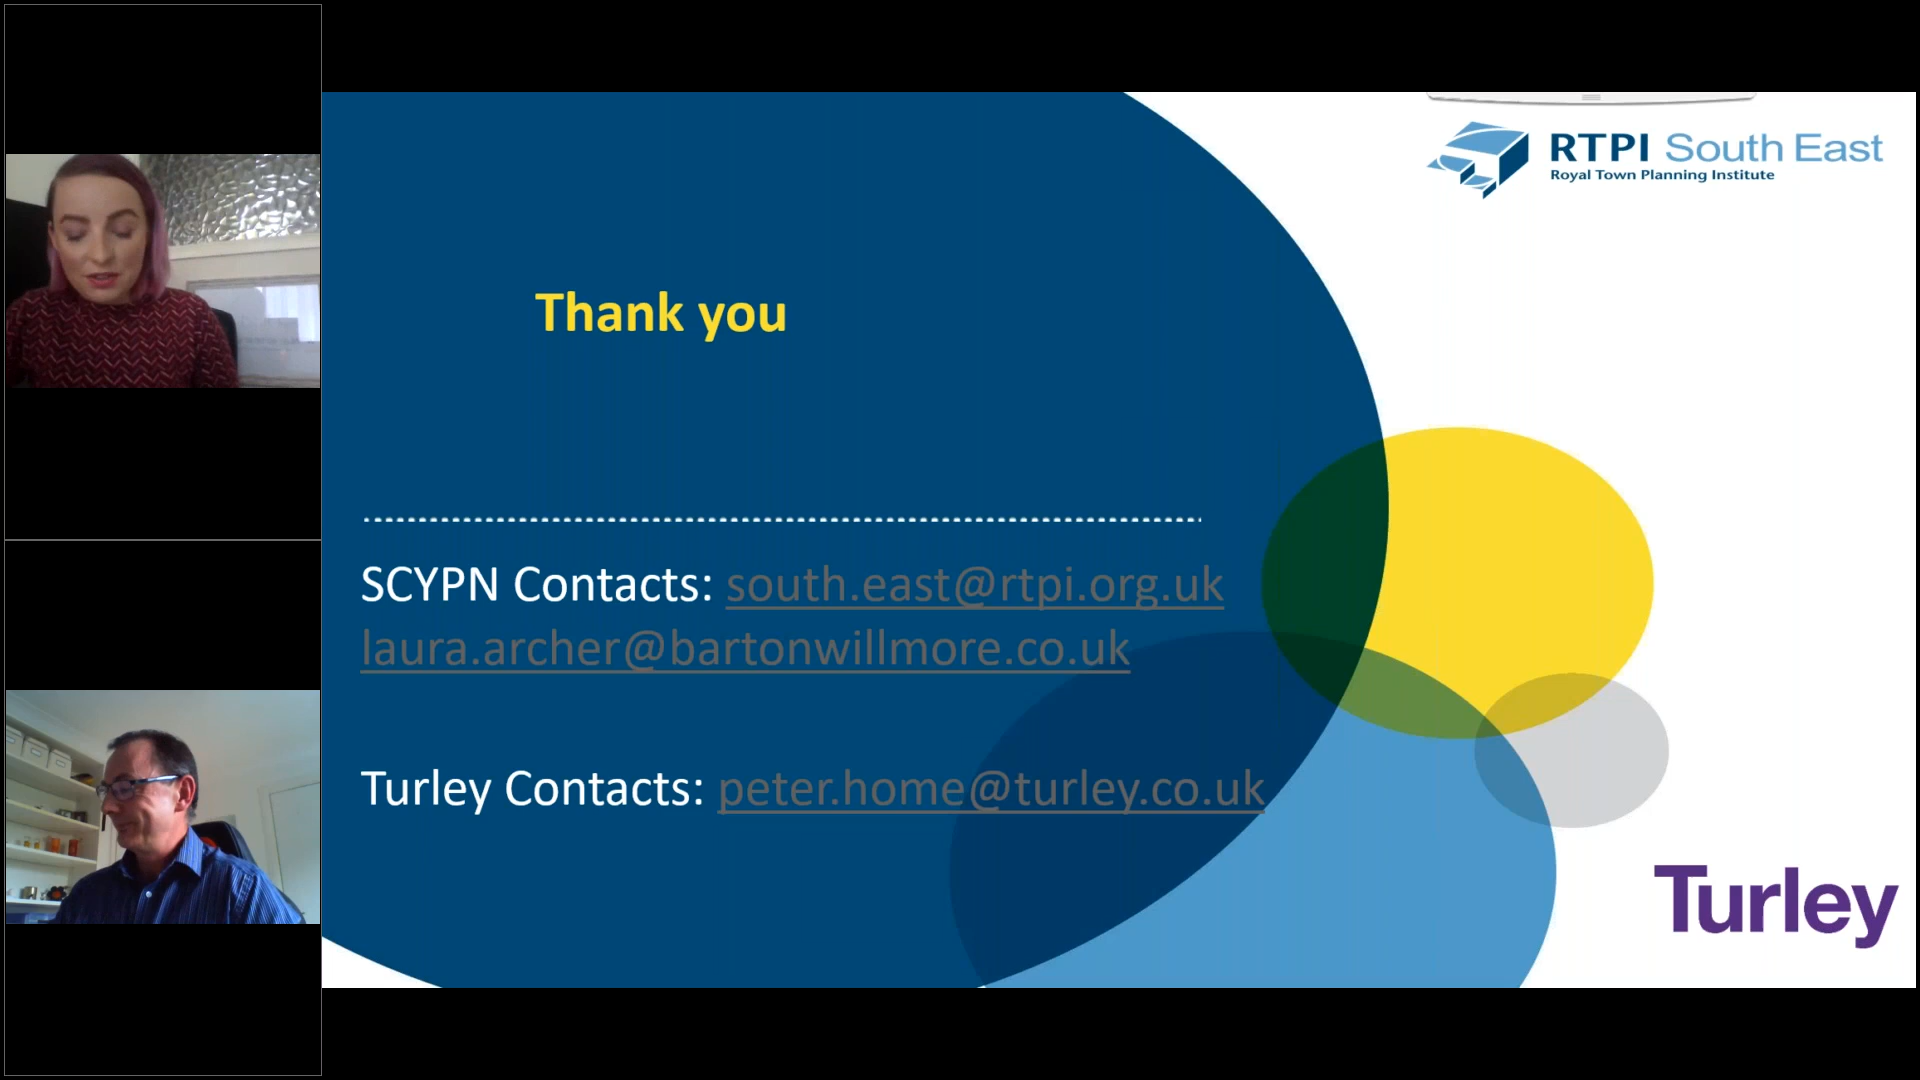 RTPI South East
Royal Town Planning Institute
Thank you
SCYPN Contacts: south.east@rtpi.org.uk
laura.archer@bartonwillmore.co.uk
Turley Contacts: peter.home@turley.co.uk
Turley